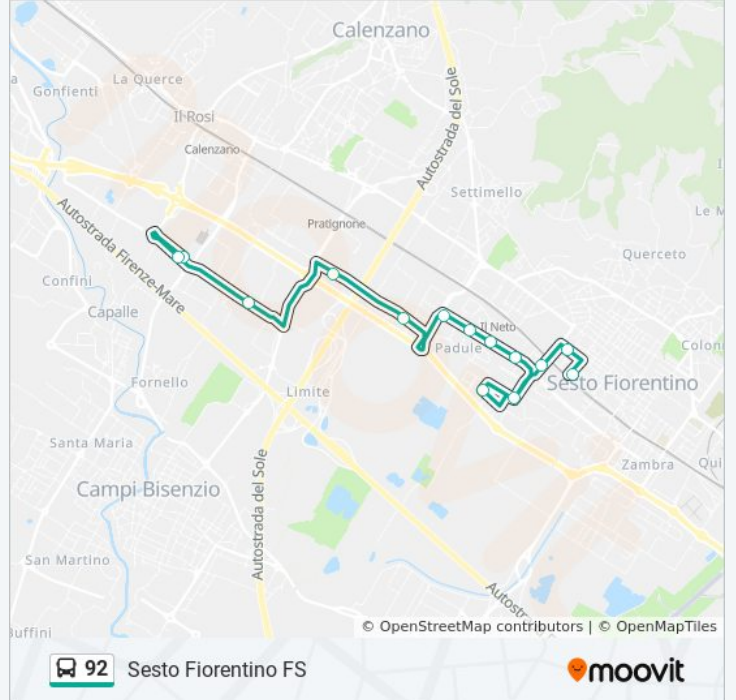 Calenzano
a
La Querce
Gonfienti
Il Rosi
Calenzano
Autostrada del Sole
Settimello
Le M
Autostrada Firenze-Mare
Pratignone
Querceto
Confini
Capalle
Il Neto
Padule
Colon
Sesto Fiorentino
Fornello
Limite
Santa Maria
Zambra
Qui
Campi Bisenzio
Autostrada del Sole
San Martino
Autostr
uffini
© OpenStreetMap contributors | © OpenMapTiles
92 Sesto Fiorentino FS
moovit